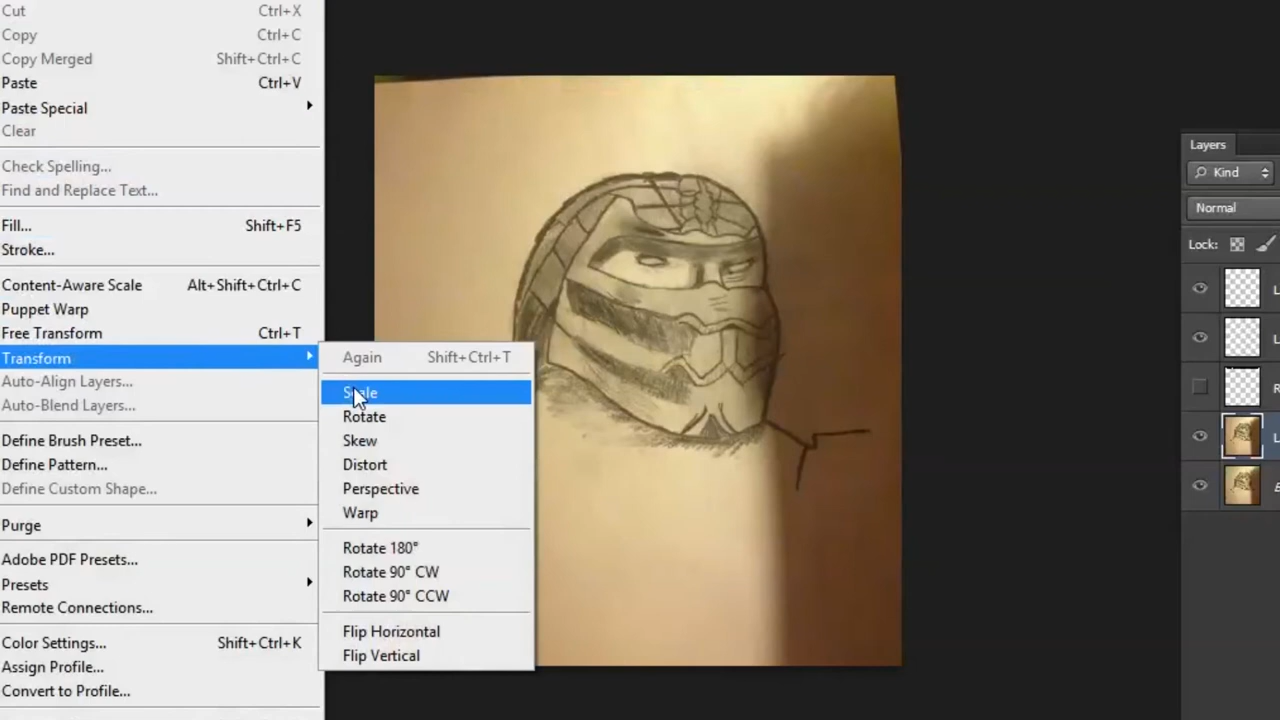 Cut Ctrl+X
Copy Ctrl+C
Copy Merged Shift+Ctrl+C
Paste Ctrl+V
Paste Special
Clear
Check Spelling...
Find and Replace Text...
Fill... Shift+F5
Stroke...
Content-Aware Scale Alt+Shift+Ctrl+C
Puppet Warp
Free Transform Ctrl+T
Transform
Auto-Align Layers...
Auto-Blend Layers...
Define Brush Preset...
Define Pattern...
Define Custom Shape...
Purge
Adobe PDF Presets...
Presets
Remote Connections...
Color Settings... Shift+Ctrl+K
Assign Profile...
Convert to Profile...
Again Shift+Ctrl+T
Scale
Rotate
Skew
Distort
Perspective
Warp
Rotate 180°
Rotate 90° CW
Rotate 90° CCW
Flip Horizontal
Flip Vertical
Layers
Kind
Normal
Lock: